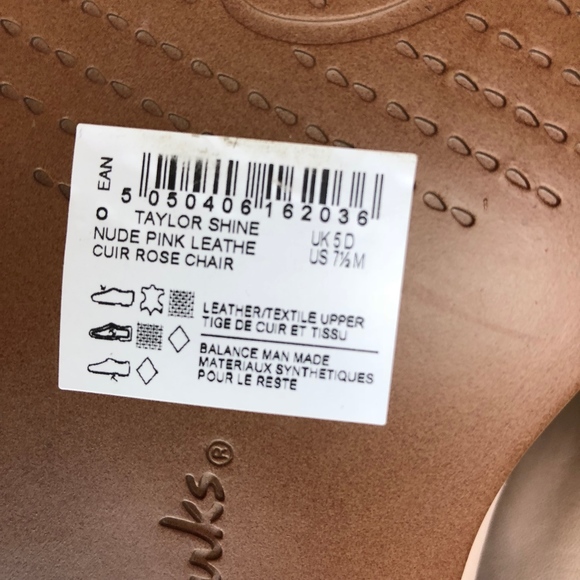 EAN
5 050406 162036
O TAYLOR SHINE
NUDE PINK LEATHE UK 5 D
CUIR ROSE CHAIR US 7½ M
LEATHER/TEXTILE UPPER
TIGE DE CUIR ET TISSU
BALANCE MAN MADE
MATERIAUX SYNTHETIQUES
POUR LE RESTE